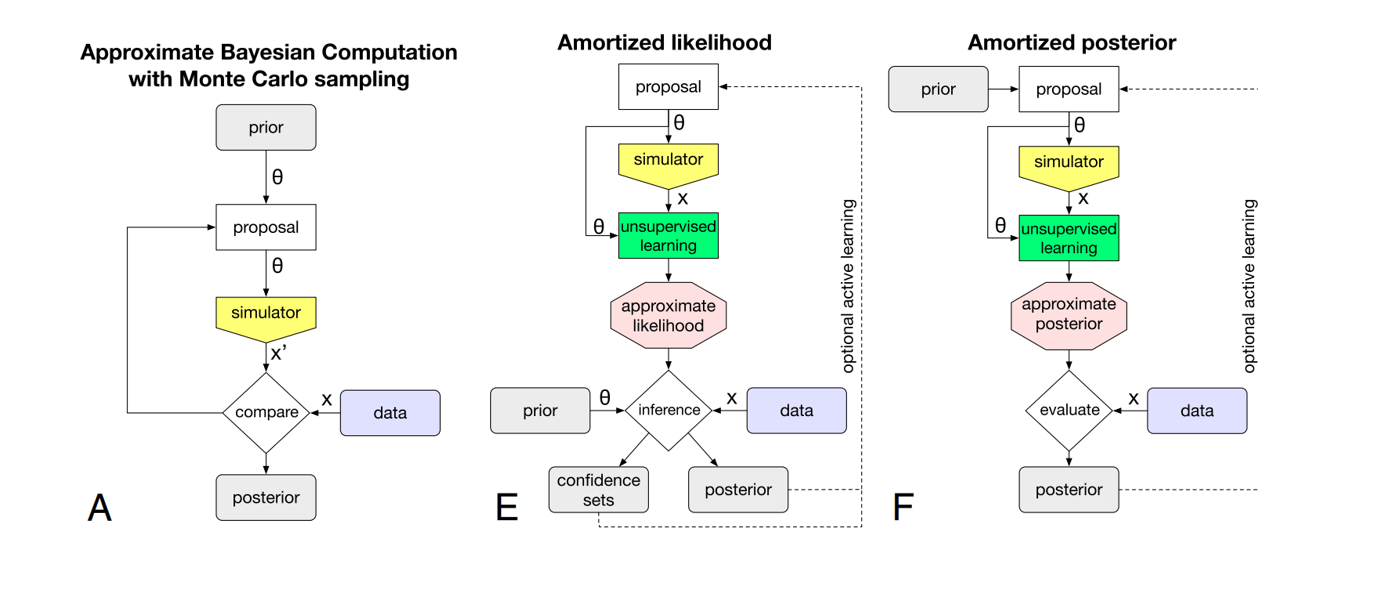 Approximate Bayesian Computation
with Monte Carlo sampling
prior
θ
proposal
θ
simulator
x’
compare
x
data
posterior
A
Amortized likelihood
proposal
θ
simulator
x
θ
unsupervised
learning
approximate
likelihood
prior
θ
inference
x
data
confidence
sets
posterior
optional active learning
E
Amortized posterior
prior
proposal
θ
simulator
x
θ
unsupervised
learning
approximate
posterior
evaluate
x
data
posterior
optional active learning
F